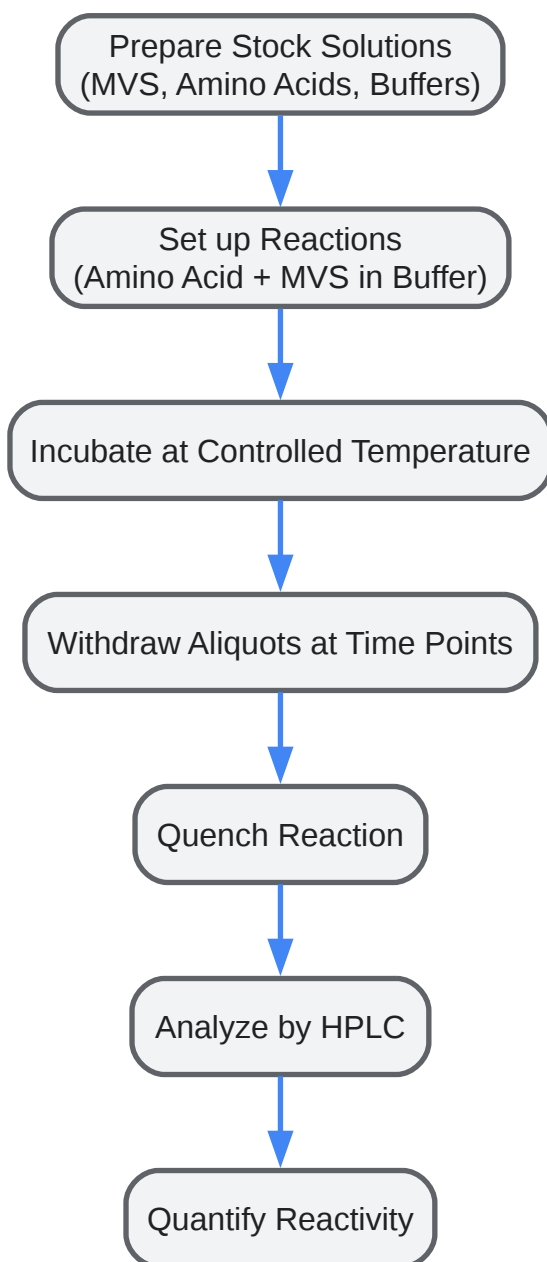 Prepare Stock Solutions
(MVS, Amino Acids, Buffers)
Set up Reactions
(Amino Acid + MVS in Buffer)
Incubate at Controlled Temperature
Withdraw Aliquots at Time Points
Quench Reaction
Analyze by HPLC
Quantify Reactivity